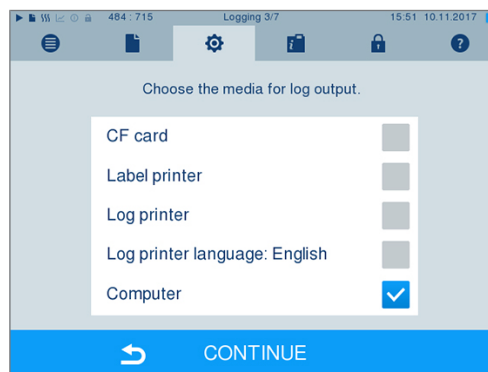 484 : 715 Logging 3/7 15:51 10.11.2017
Choose the media for log output.
CF card
Label printer
Log printer
Log printer language: English
Computer
CONTINUE